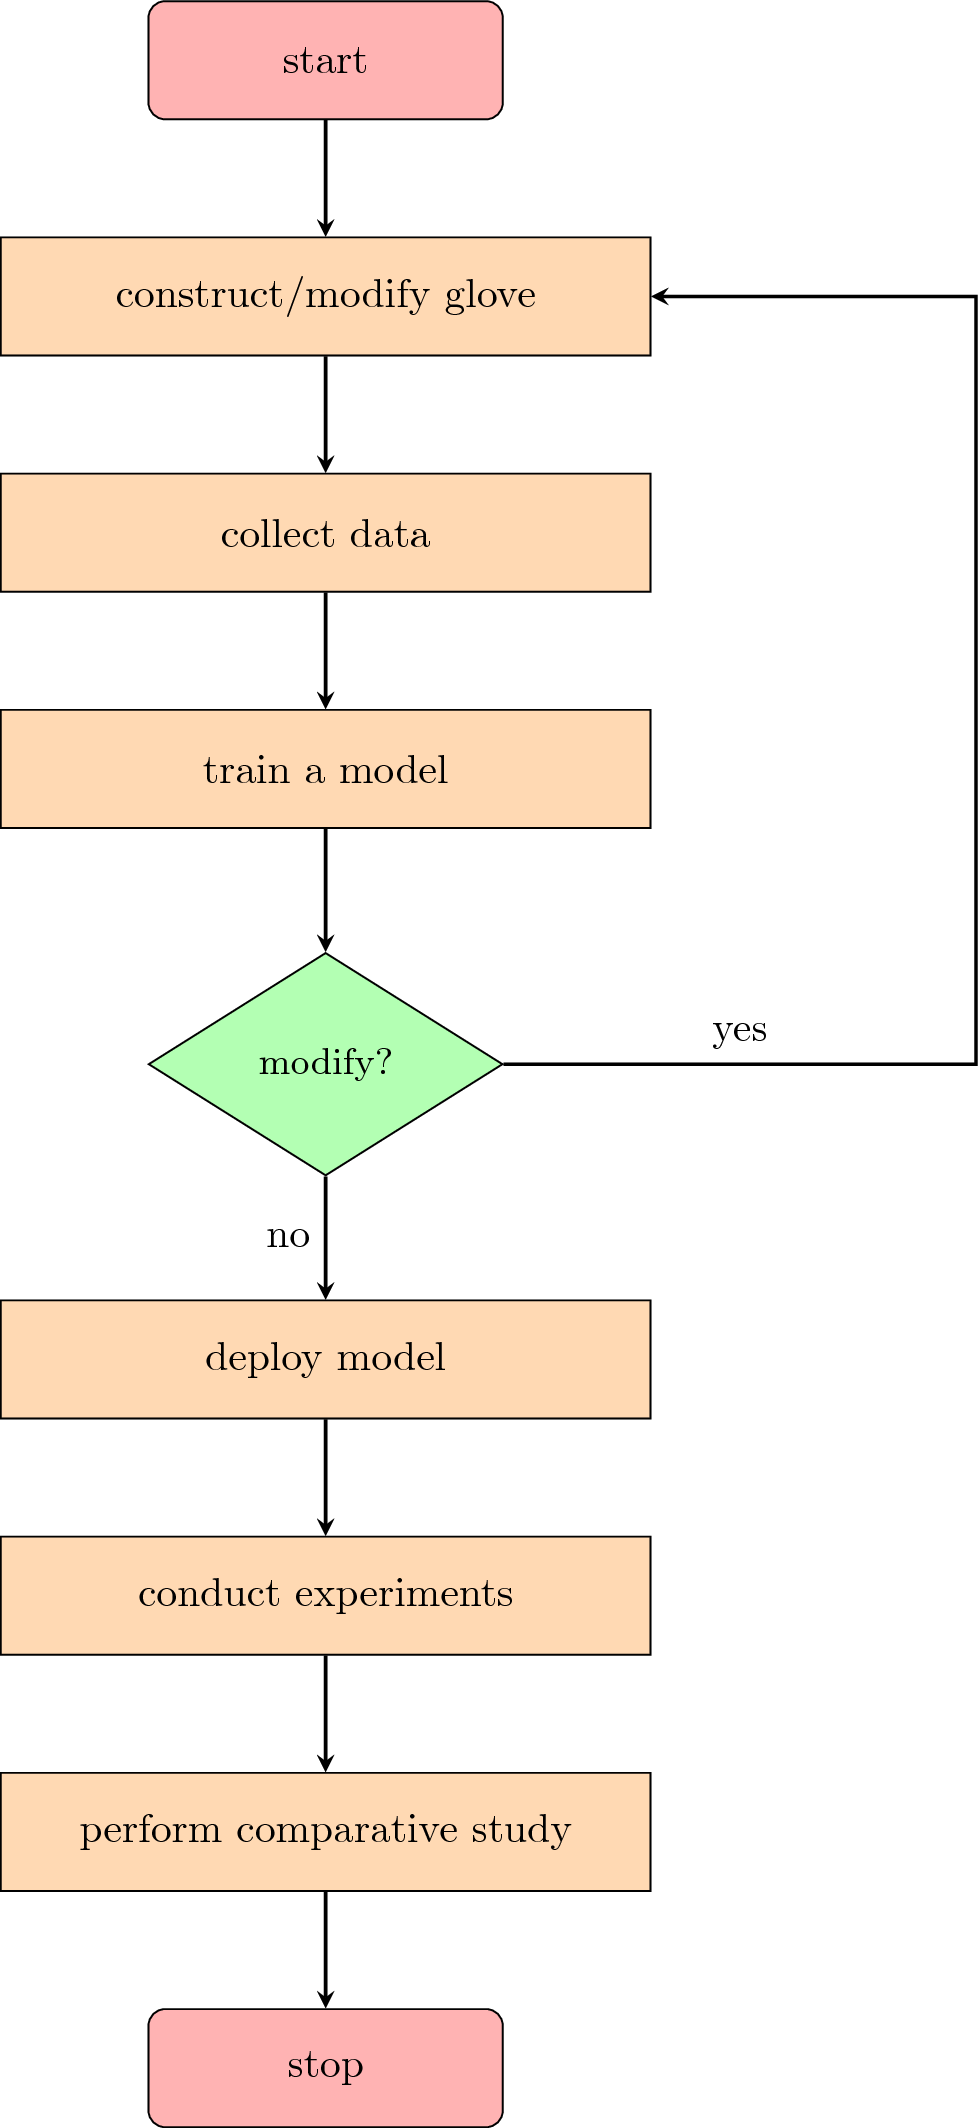 start
construct/modify glove
collect data
train a model
modify?
yes
no
deploy model
conduct experiments
perform comparative study
stop